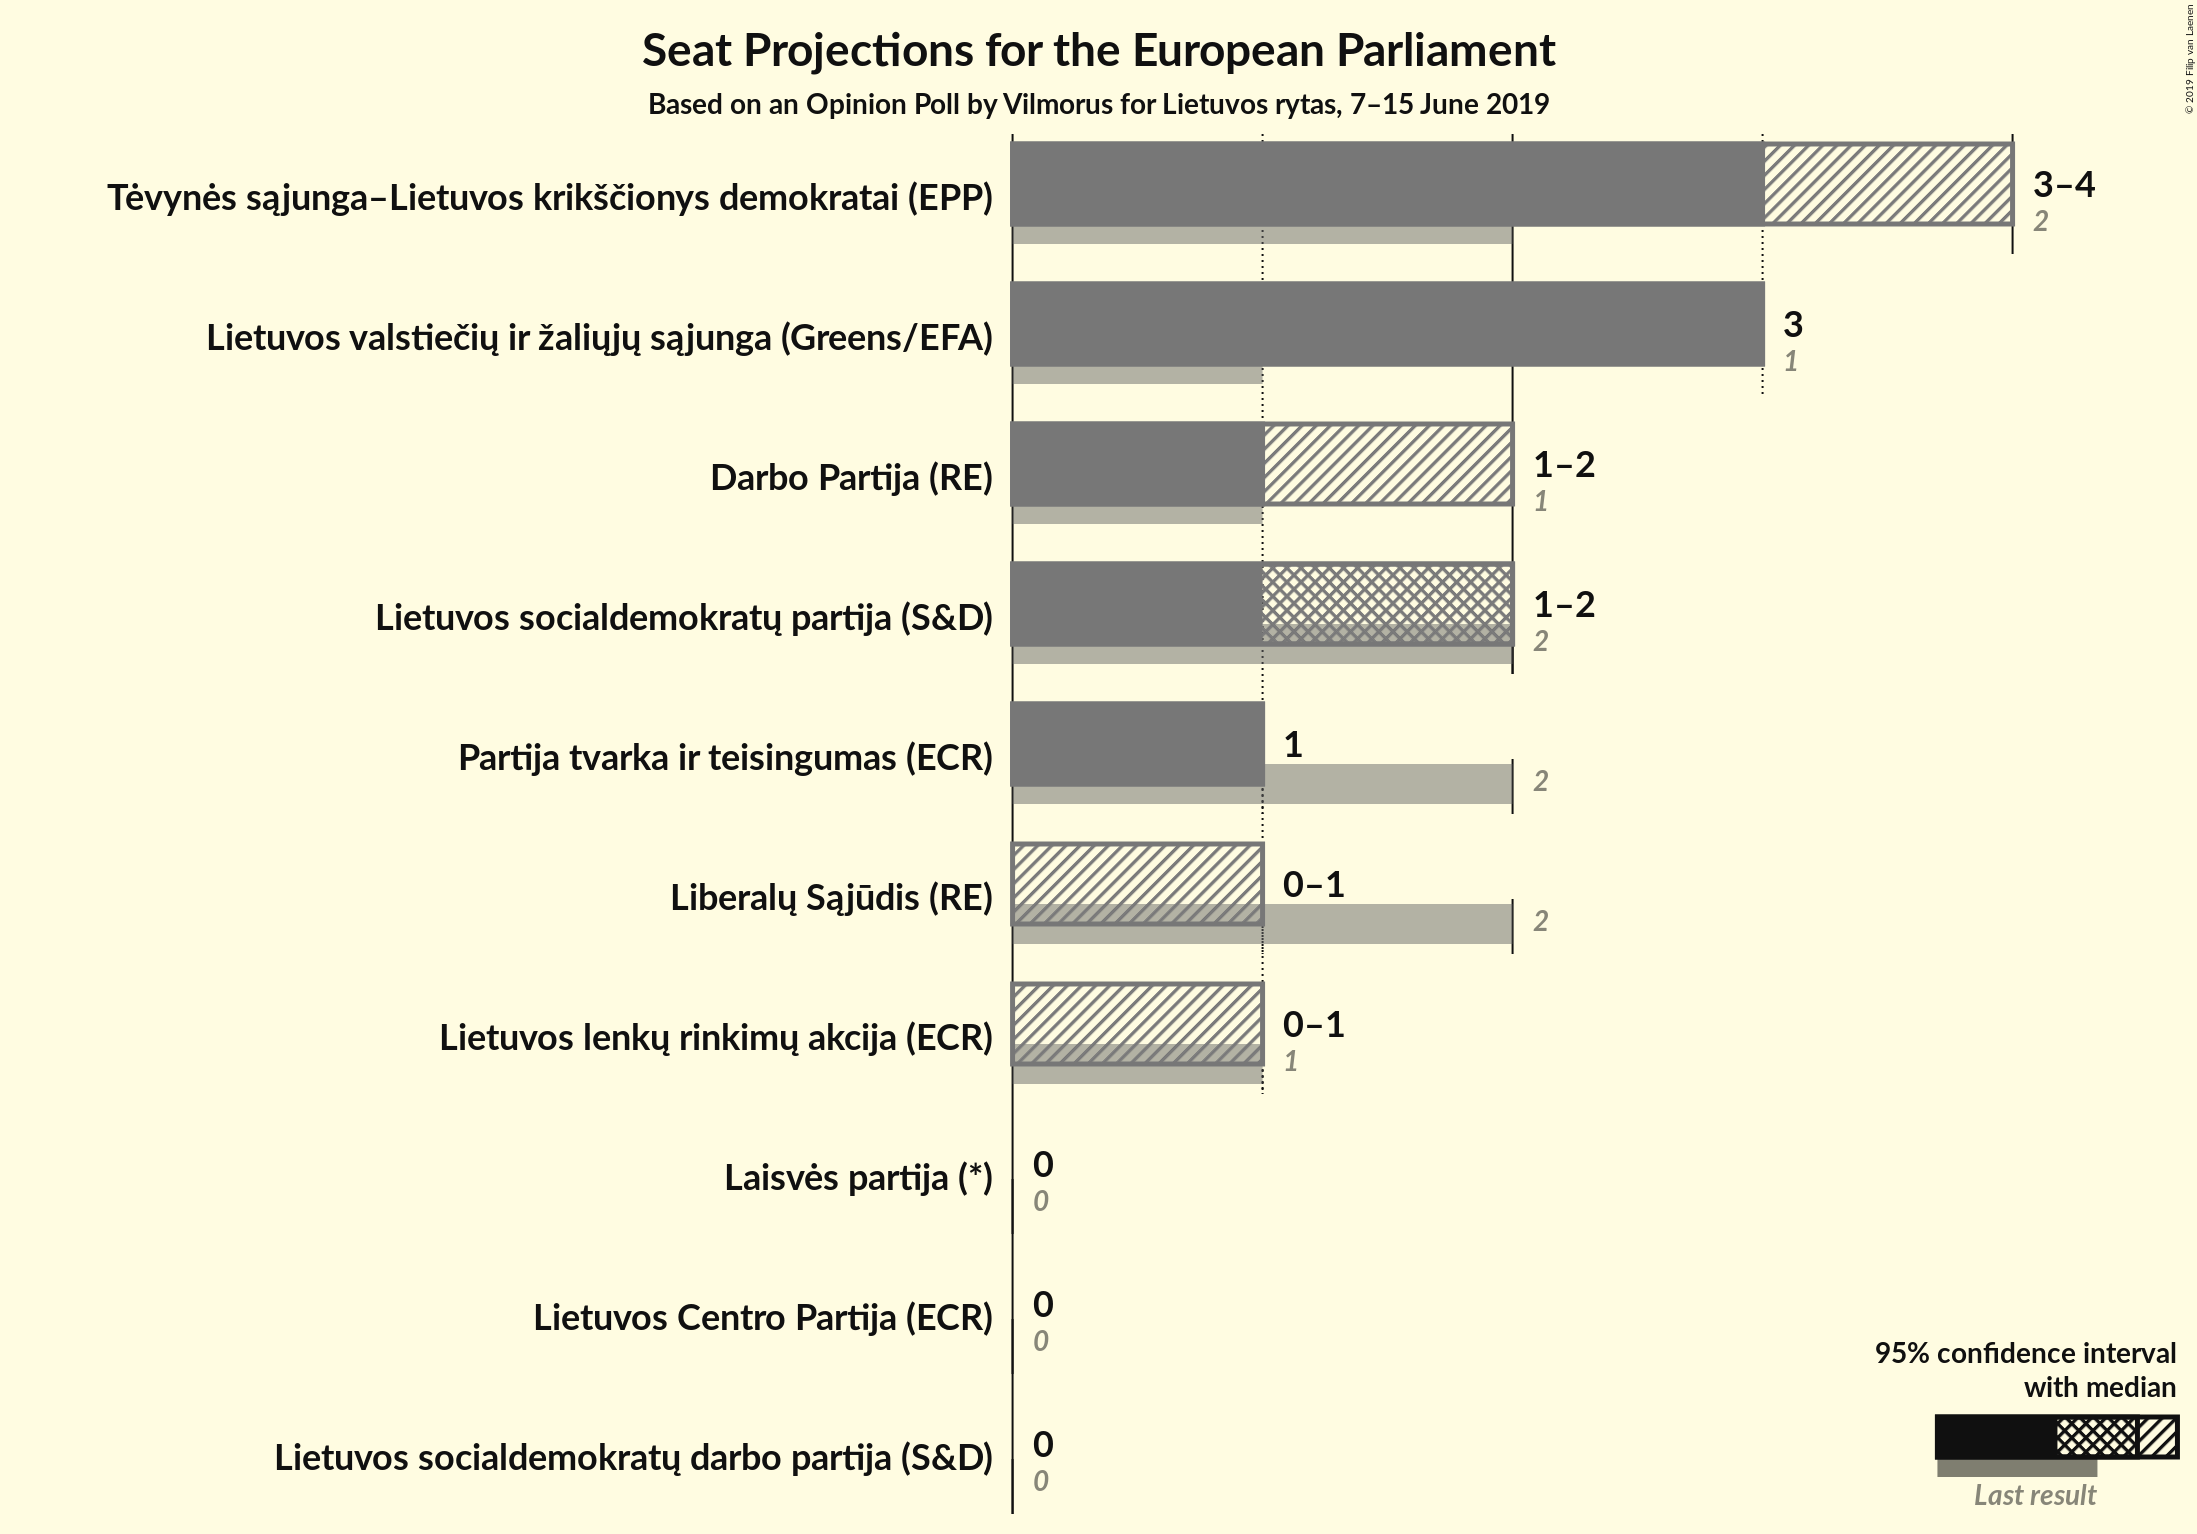 Seat Projections for the European Parliament
Based on an Opinion Poll by Vilmorus for Lietuvos rytas, 7–15 June 2019
© 2019 Filip van Laenen
Tėvynės sąjunga–Lietuvos krikščionys demokratai (EPP)
3–4
2
Lietuvos valstiečių ir žaliųjų sąjunga (Greens/EFA)
3
1
Darbo Partija (RE)
1–2
1
Lietuvos socialdemokratų partija (S&D)
1–2
2
Partija tvarka ir teisingumas (ECR)
1
2
Liberalų Sąjūdis (RE)
0–1
2
Lietuvos lenkų rinkimų akcija (ECR)
0–1
1
Laisvės partija (*)
0
0
Lietuvos Centro Partija (ECR)
0
0
Lietuvos socialdemokratų darbo partija (S&D)
0
0
95% confidence interval
with median
Last result